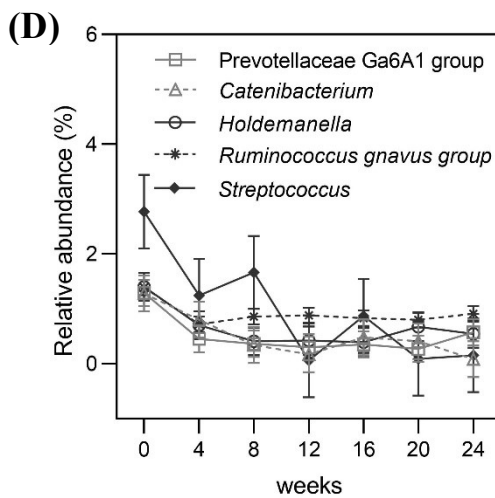 (D)
Relative abundance (%)
6
4
2
0
Prevotellaceae Ga6A1 group
Catenibacterium
Holdemanella
Ruminococcus gnavus group
Streptococcus
0 4 8 12 16 20 24
weeks